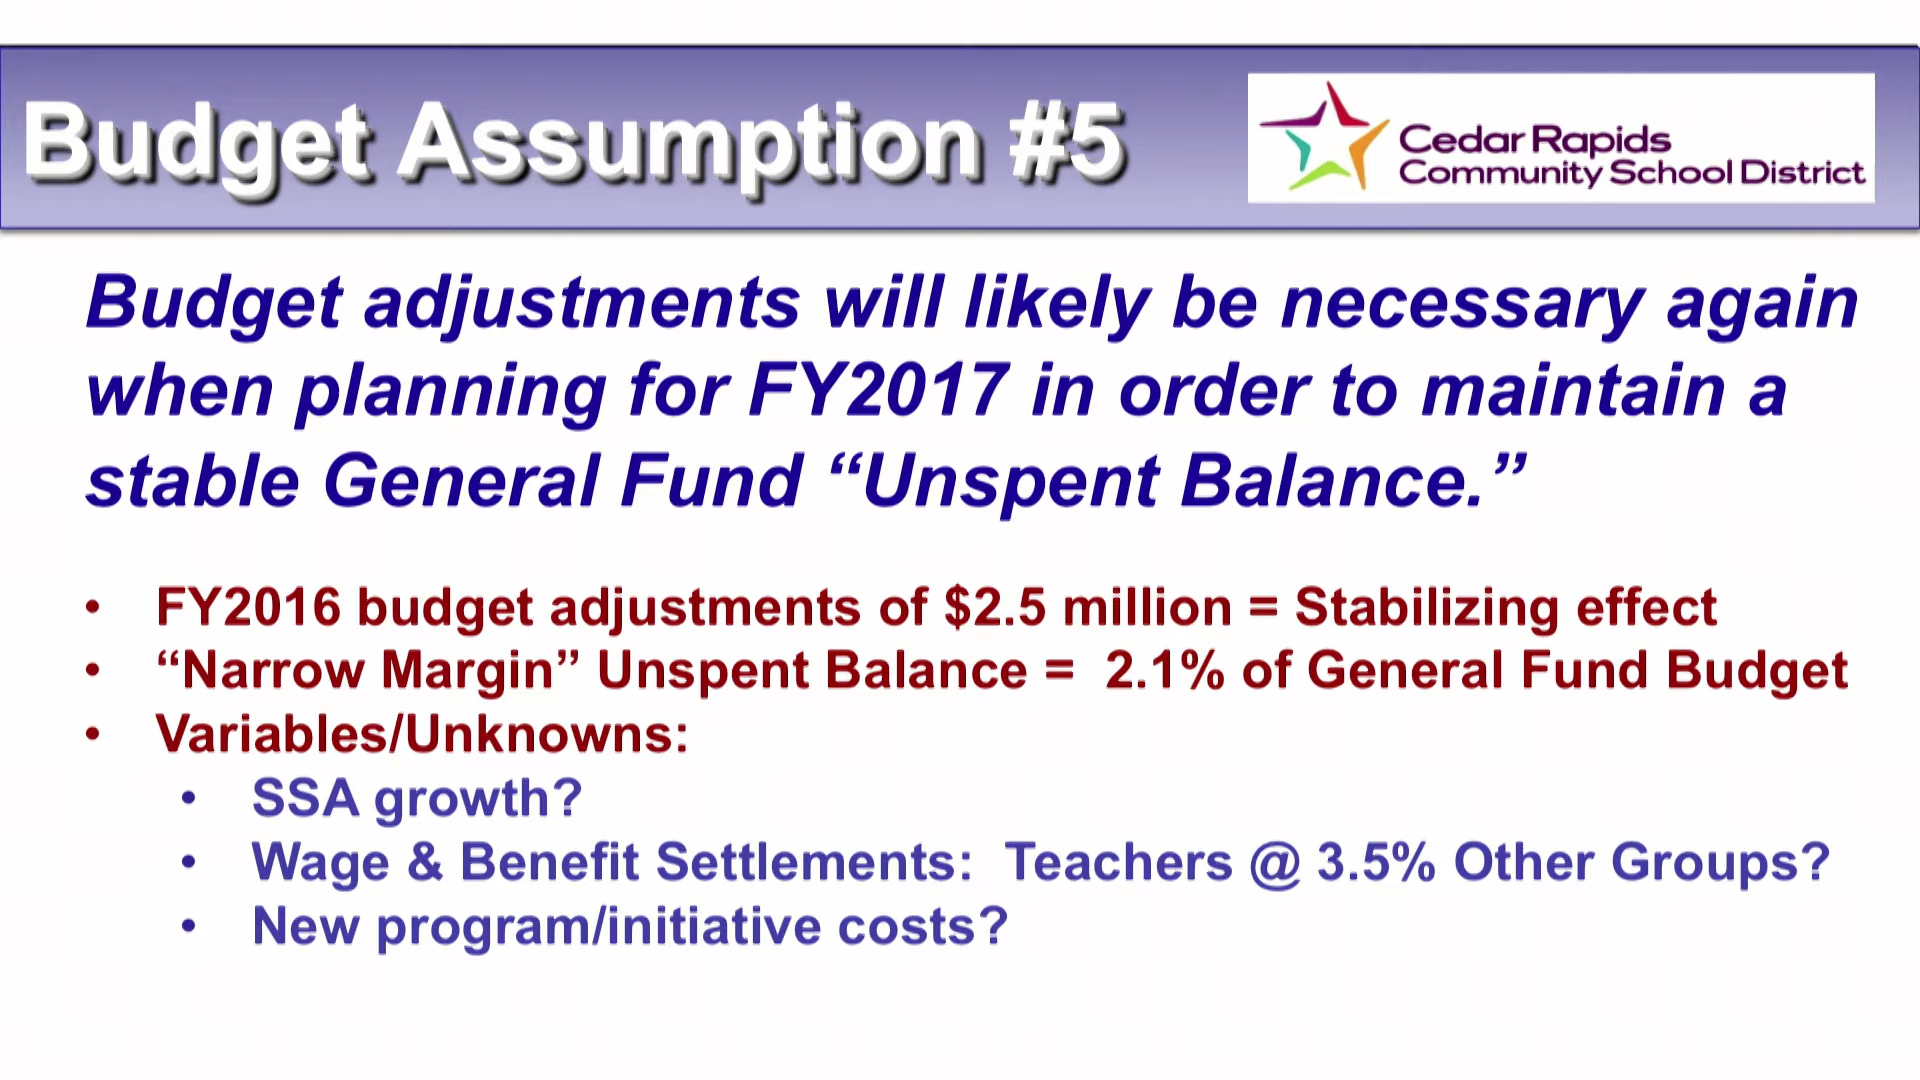 Budget Assumption #5
Cedar Rapids
Community School District
Budget adjustments will likely be necessary again
when planning for FY2017 in order to maintain a
stable General Fund “Unspent Balance.”
• FY2016 budget adjustments of $2.5 million = Stabilizing effect
• “Narrow Margin” Unspent Balance = 2.1% of General Fund Budget
• Variables/Unknowns:
• SSA growth?
• Wage & Benefit Settlements: Teachers @ 3.5% Other Groups?
• New program/initiative costs?